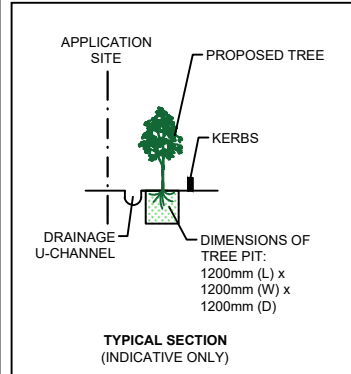 APPLICATION
SITE
PROPOSED TREE
KERBS
DRAINAGE
U-CHANNEL
DIMENSIONS OF
TREE PIT:
1200mm (L) x
1200mm (W) x
1200mm (D)
TYPICAL SECTION
(INDICATIVE ONLY)